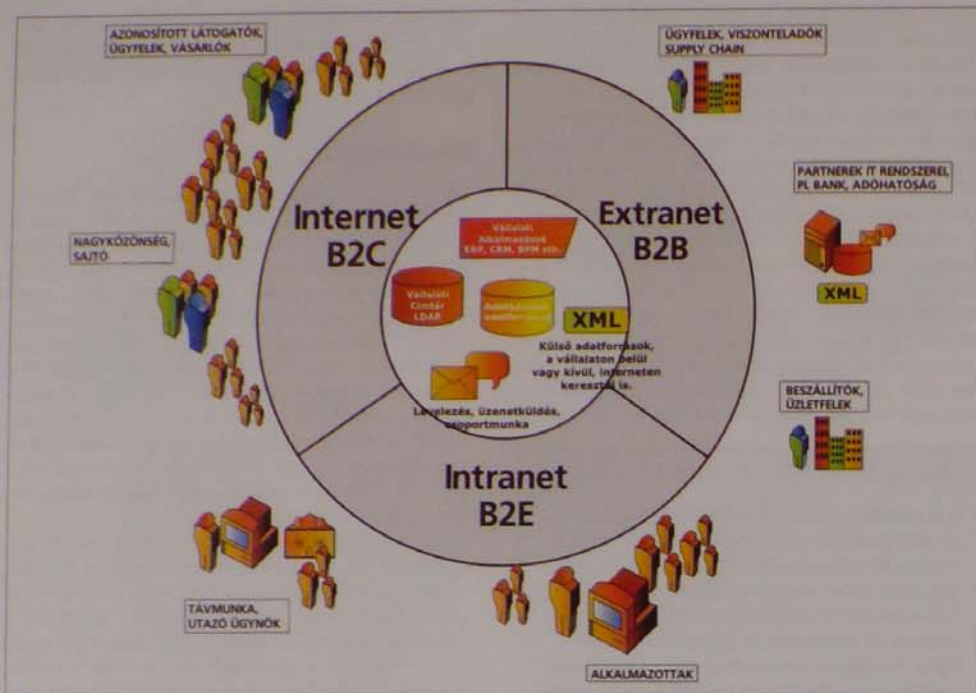 AZONOSÍTOTT LÁTOGATÓK,
ÜGYFELEK, VÁSÁRLÓK
ÜGYFELEK, VISZONTELADÓK
SUPPLY CHAIN
PARTNEREK IT RENDSZEREI,
PL BANK, ADÓHATÓSÁG
XML
NAGYKÖZÖNSÉG,
SAJTÓ
Internet
B2C
Extranet
B2B
Vállalati
Alkalmazások
CRM, BPM stb.
Vállalati
Címtár
LDAP
XML
Külső adatforrások,
a vállalaton belül
vagy kívül, interneten
keresztül is.
Levelezés, üzenetküldés,
csoportmunka
BESZÁLLÍTÓK,
ÜZLETFELEK
Intranet
B2E
TÁVMUNKA,
UTAZÓ ÜGYNÖK
ALKALMAZOTTAK